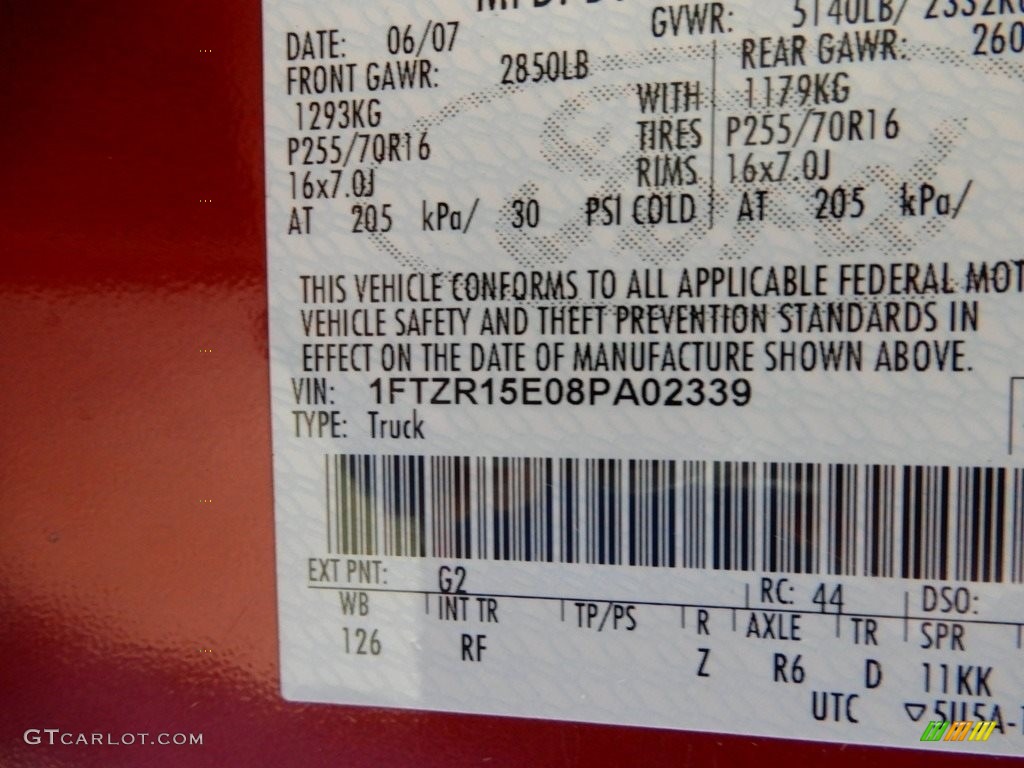 DATE: 06/07 GVWR: 5140LB/
FRONT GAWR: 2850LB REAR GAWR:
1293KG WITH 1179KG
P255/70R16 TIRES P255/70R16
16x7.0J RIMS 16x7.0J
AT 205 kPa/ 30 PSI COLD AT 205 kPa/
THIS VEHICLE CONFORMS TO ALL APPLICABLE FEDERAL MOT
VEHICLE SAFETY AND THEFT PREVENTION STANDARDS IN
EFFECT ON THE DATE OF MANUFACTURE SHOWN ABOVE.
VIN: 1FTZR15E08PA02339
TYPE: Truck
EXT PNT: G2 RC: 44 DSO:
WB INT TR TP/PS R AXLE TR SPR
126 RF Z R6 D 11KK
UTC
GTCARLOT.COM